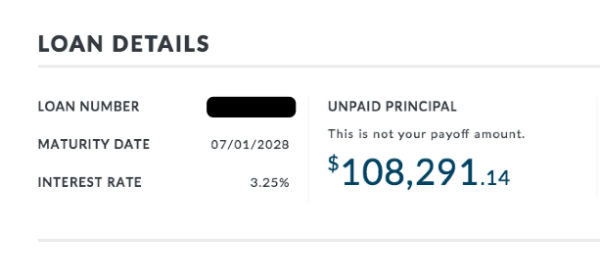 LOAN DETAILS
LOAN NUMBER
MATURITY DATE 07/01/2028
INTEREST RATE 3.25%
UNPAID PRINCIPAL
This is not your payoff amount.
$108,291.14